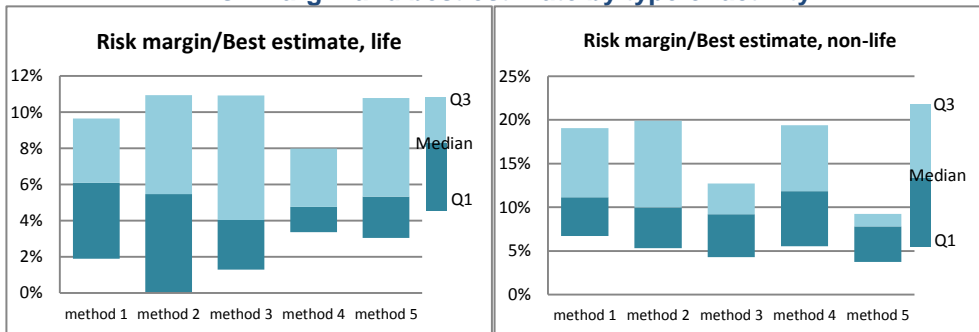 Risk margin/Best estimate, life
12%
10%
8%
6%
4%
2%
0%
Q3
Median
Q1
method 1 method 2 method 3 method 4 method 5
Risk margin/Best estimate, non-life
25%
20%
15%
10%
5%
0%
Q3
Median
Q1
method 1 method 2 method 3 method 4 method 5